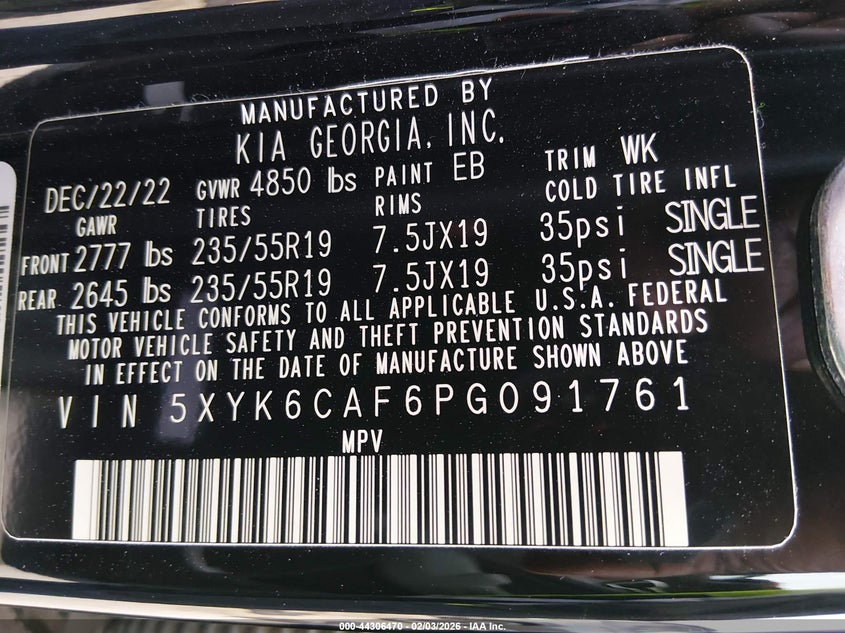 MANUFACTURED BY
KIA GEORGIA, INC.
DEC/22/22 GVWR 4850 lbs PAINT EB TRIM WK
GAWR TIRES RIMS COLD TIRE INFL
FRONT 2777 lbs 235/55R19 7.5JX19 35psi SINGLE
REAR 2645 lbs 235/55R19 7.5JX19 35psi SINGLE
THIS VEHICLE CONFORMS TO ALL APPLICABLE U.S.A. FEDERAL
MOTOR VEHICLE SAFETY AND THEFT PREVENTION STANDARDS
IN EFFECT ON THE DATE OF MANUFACTURE SHOWN ABOVE
VIN 5XYK6CAF6PG091761
MPV
000-44306470 - 02/03/2026 - IAA Inc.